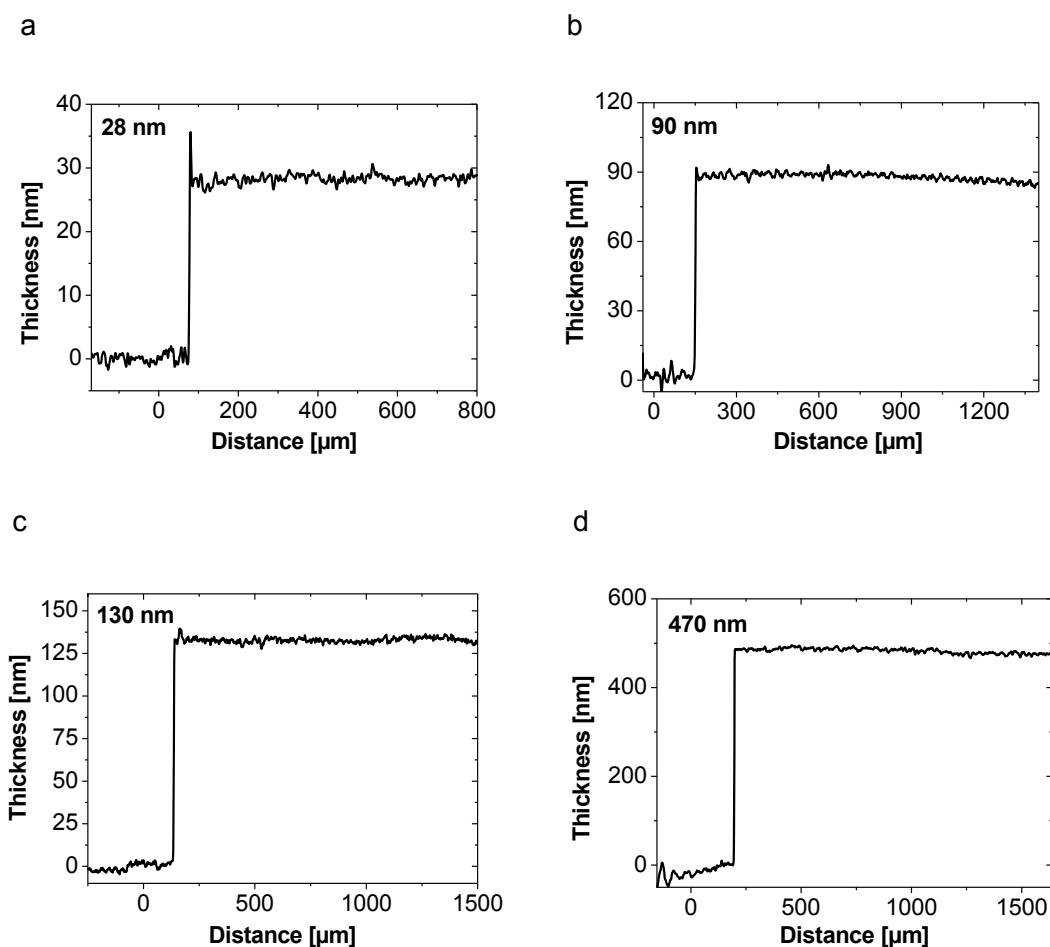 a
40
30
20
10
0
28 nm
Thickness [nm]
0 200 400 600 800
Distance [µm]
b
120
90
60
30
0
90 nm
Thickness [nm]
0 300 600 900 1200
Distance [µm]
c
150
125
100
75
50
25
0
130 nm
Thickness [nm]
0 500 1000 1500
Distance [µm]
d
600
400
200
0
470 nm
Thickness [nm]
0 500 1000 1500
Distance [µm]